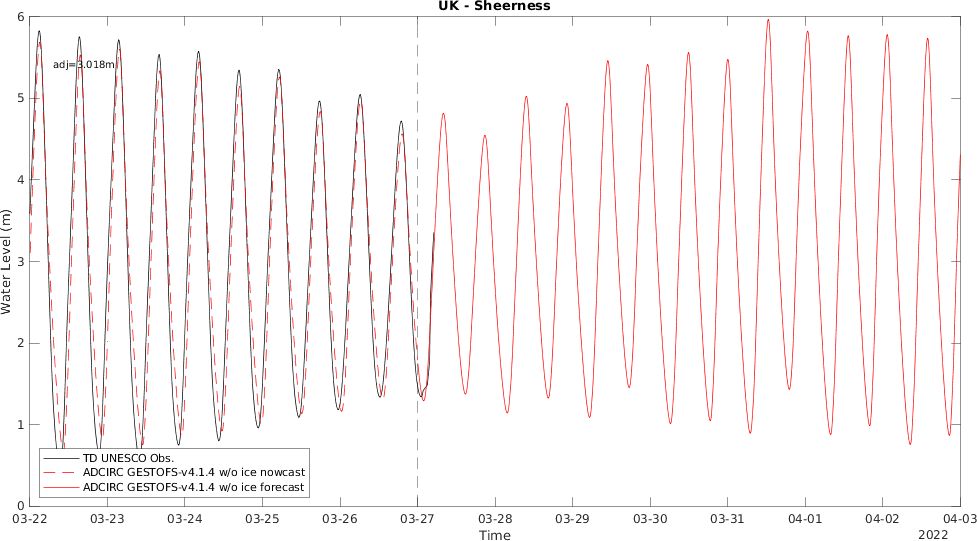 UK - Sheerness
adj=3.018m
Water Level (m)
6
5
4
3
2
1
0
TD UNESCO Obs.
ADCIRC GESTOFS-v4.1.4 w/o ice nowcast
ADCIRC GESTOFS-v4.1.4 w/o ice forecast
03-22 03-23 03-24 03-25 03-26 03-27 03-28 03-29 03-30 03-31 04-01 04-02 04-03
Time
2022